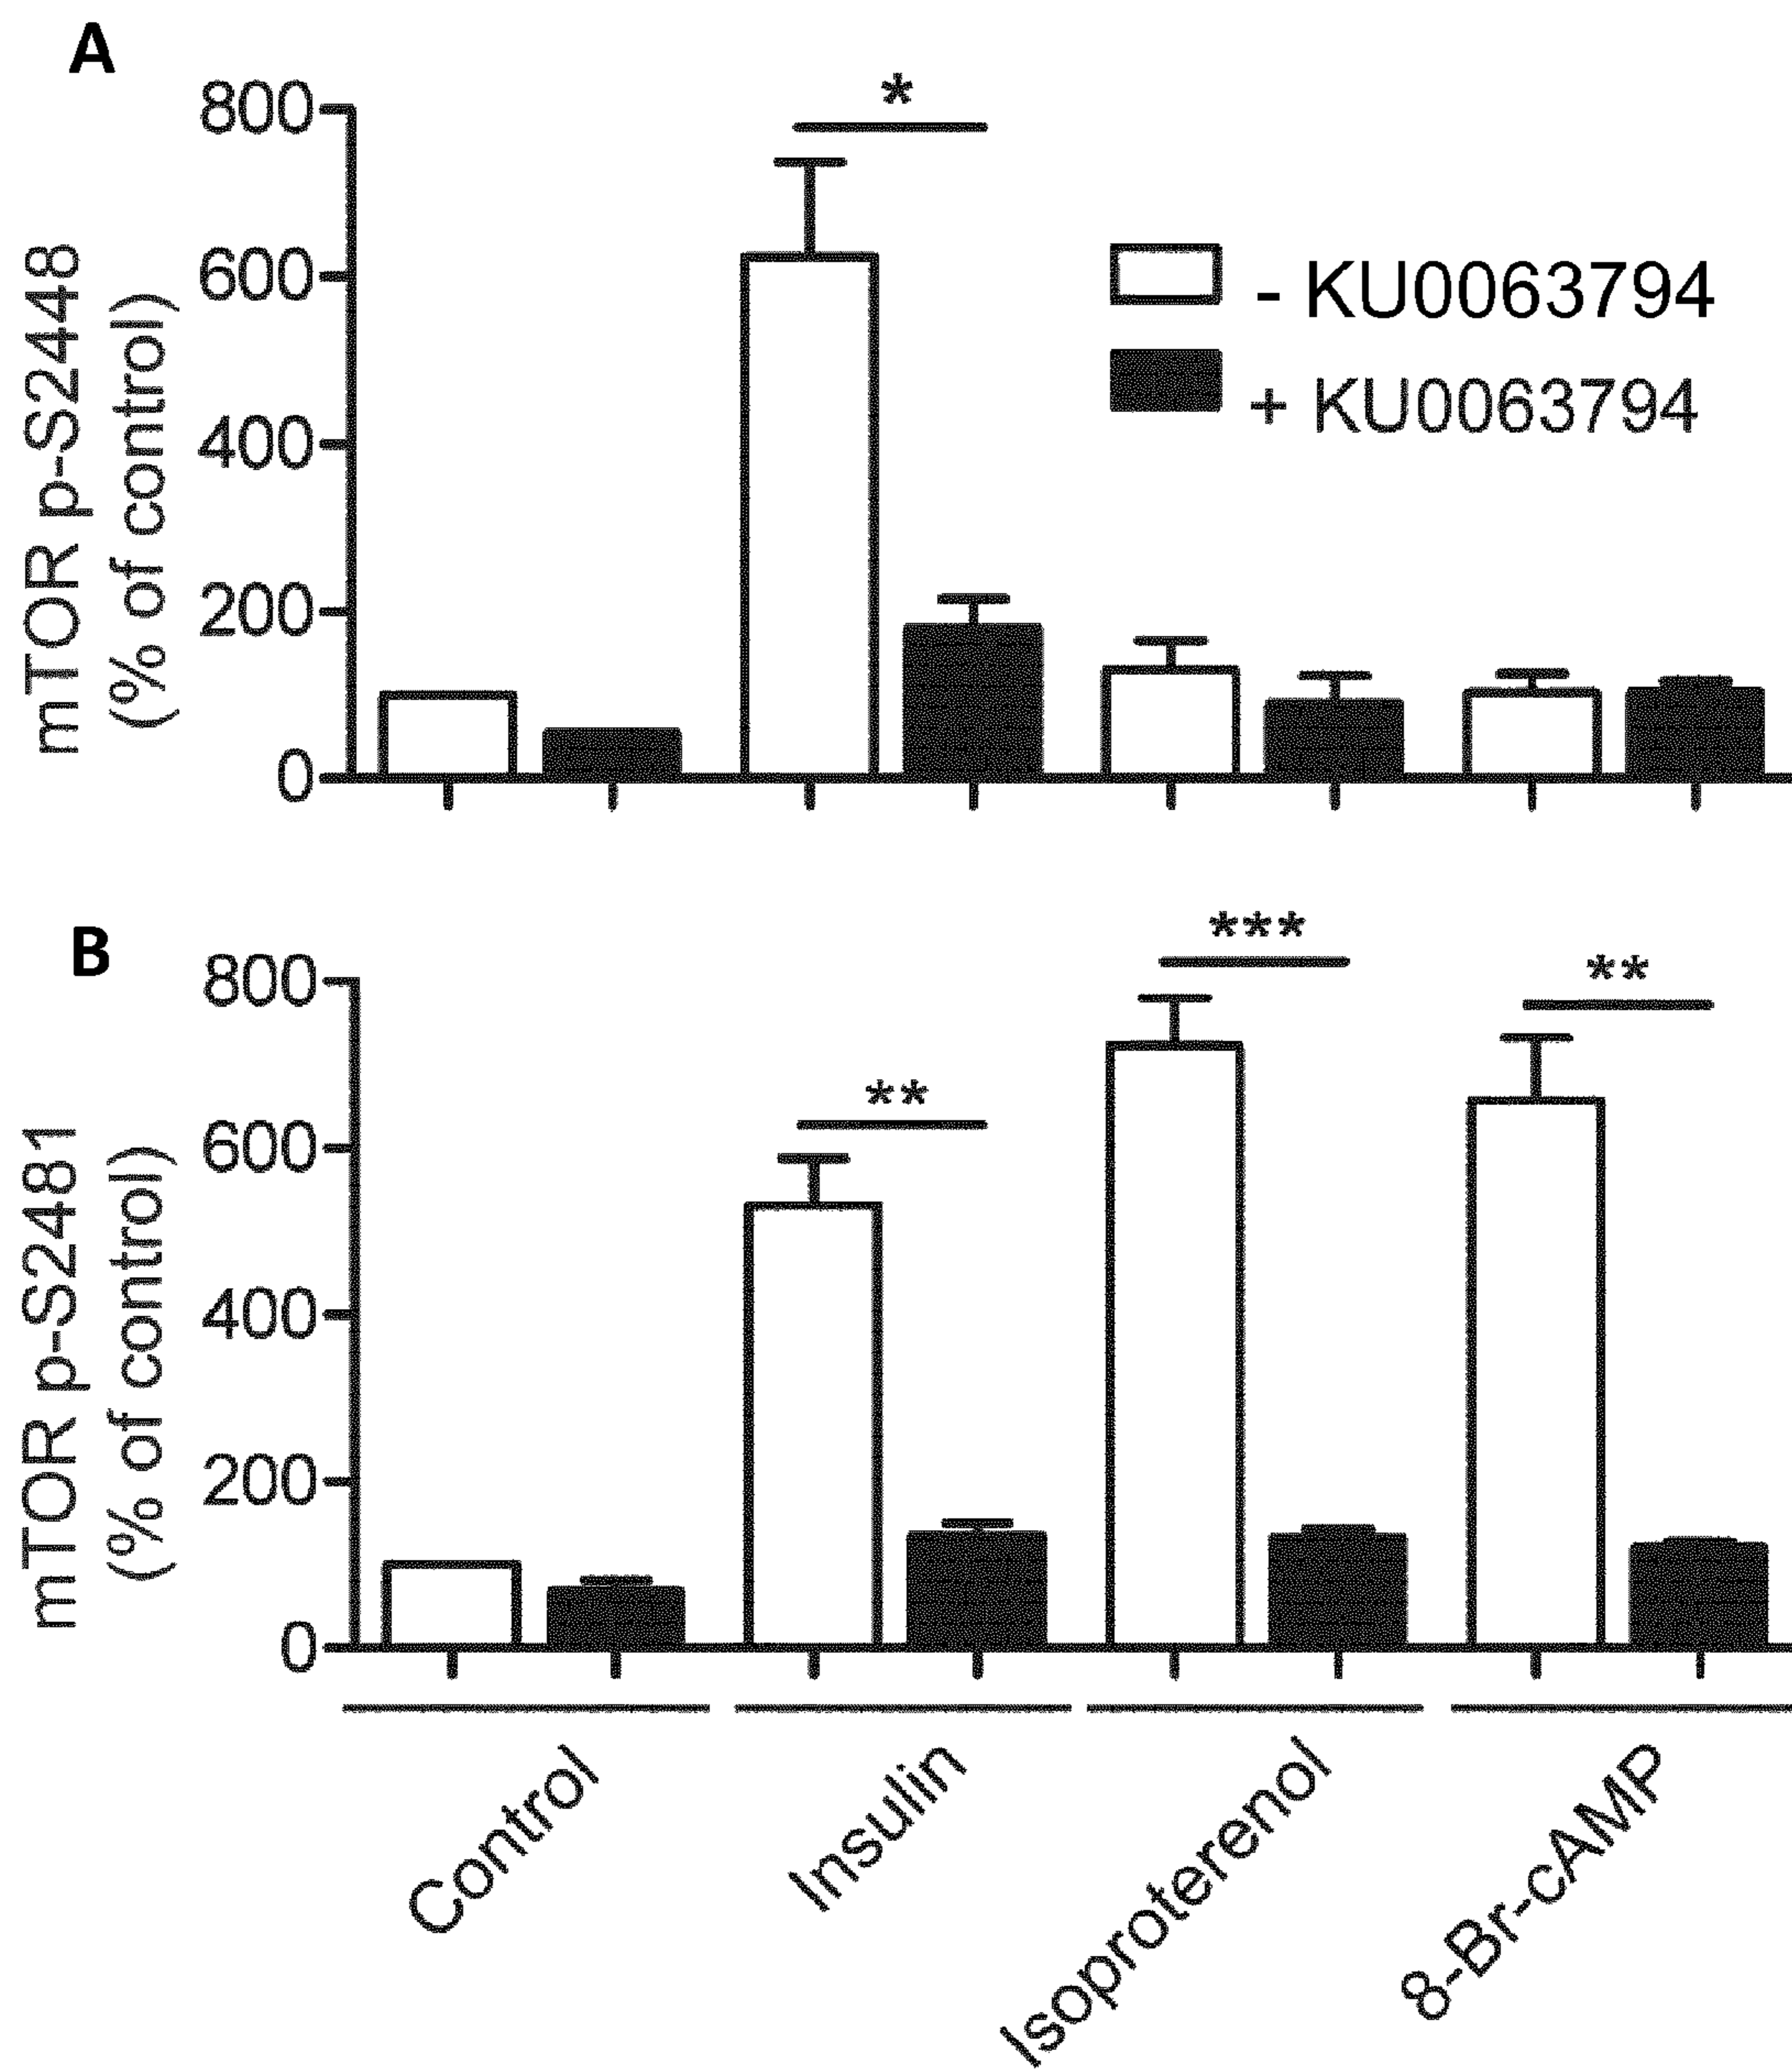 A
*
800
600
400
200
0
mTOR p-S2448
(% of control)
- KU0063794
+ KU0063794
B
***
**
**
800
600
400
200
0
mTOR p-S2481
(% of control)
Control
Insulin
Isoproterenol
8-Br-cAMP